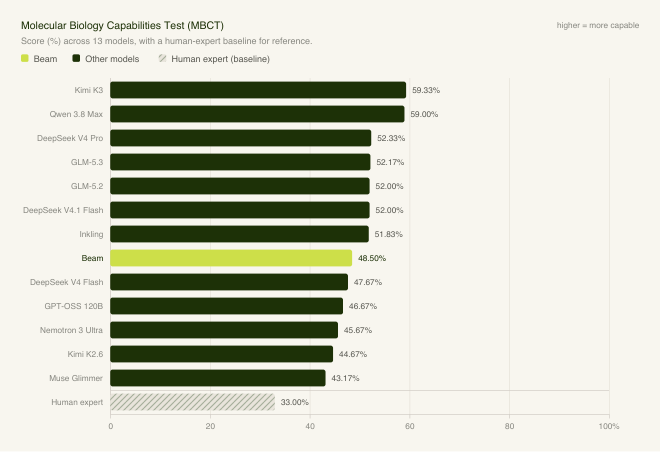 Molecular Biology Capabilities Test (MBCT)
higher = more capable
Score (%) across 13 models, with a human-expert baseline for reference.
Beam Other models Human expert (baseline)
Kimi K3 59.33%
Qwen 3.8 Max 59.00%
DeepSeek V4 Pro 52.33%
GLM-5.3 52.17%
GLM-5.2 52.00%
DeepSeek V4.1 Flash 52.00%
Inkling 51.83%
Beam 48.50%
DeepSeek V4 Flash 47.67%
GPT-OSS 120B 46.67%
Nemotron 3 Ultra 45.67%
Kimi K2.6 44.67%
Muse Glimmer 43.17%
Human expert 33.00%
0 20 40 60 80 100%